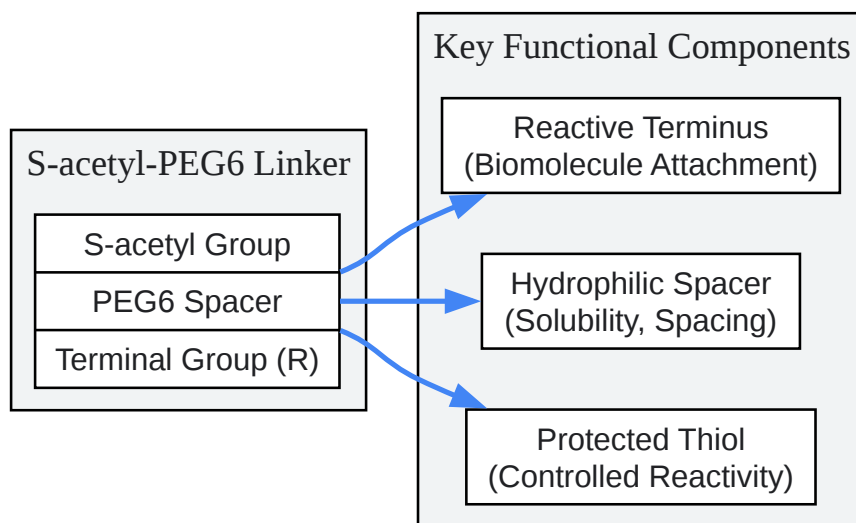 S-acetyl-PEG6 Linker
S-acetyl Group
PEG6 Spacer
Terminal Group (R)
Key Functional Components
Reactive Terminus
(Biomolecule Attachment)
Hydrophilic Spacer
(Solubility, Spacing)
Protected Thiol
(Controlled Reactivity)